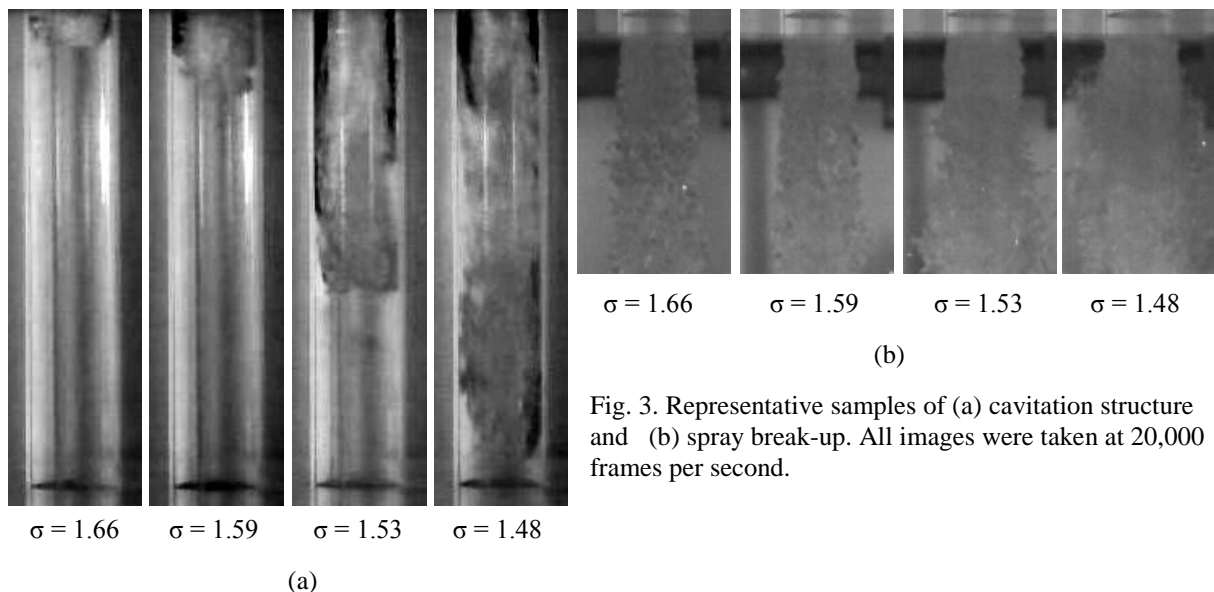 σ = 1.66 σ = 1.59 σ = 1.53 σ = 1.48
(a)
σ = 1.66 σ = 1.59 σ = 1.53 σ = 1.48
(b)
Fig. 3. Representative samples of (a) cavitation structure
and (b) spray break-up. All images were taken at 20,000
frames per second.